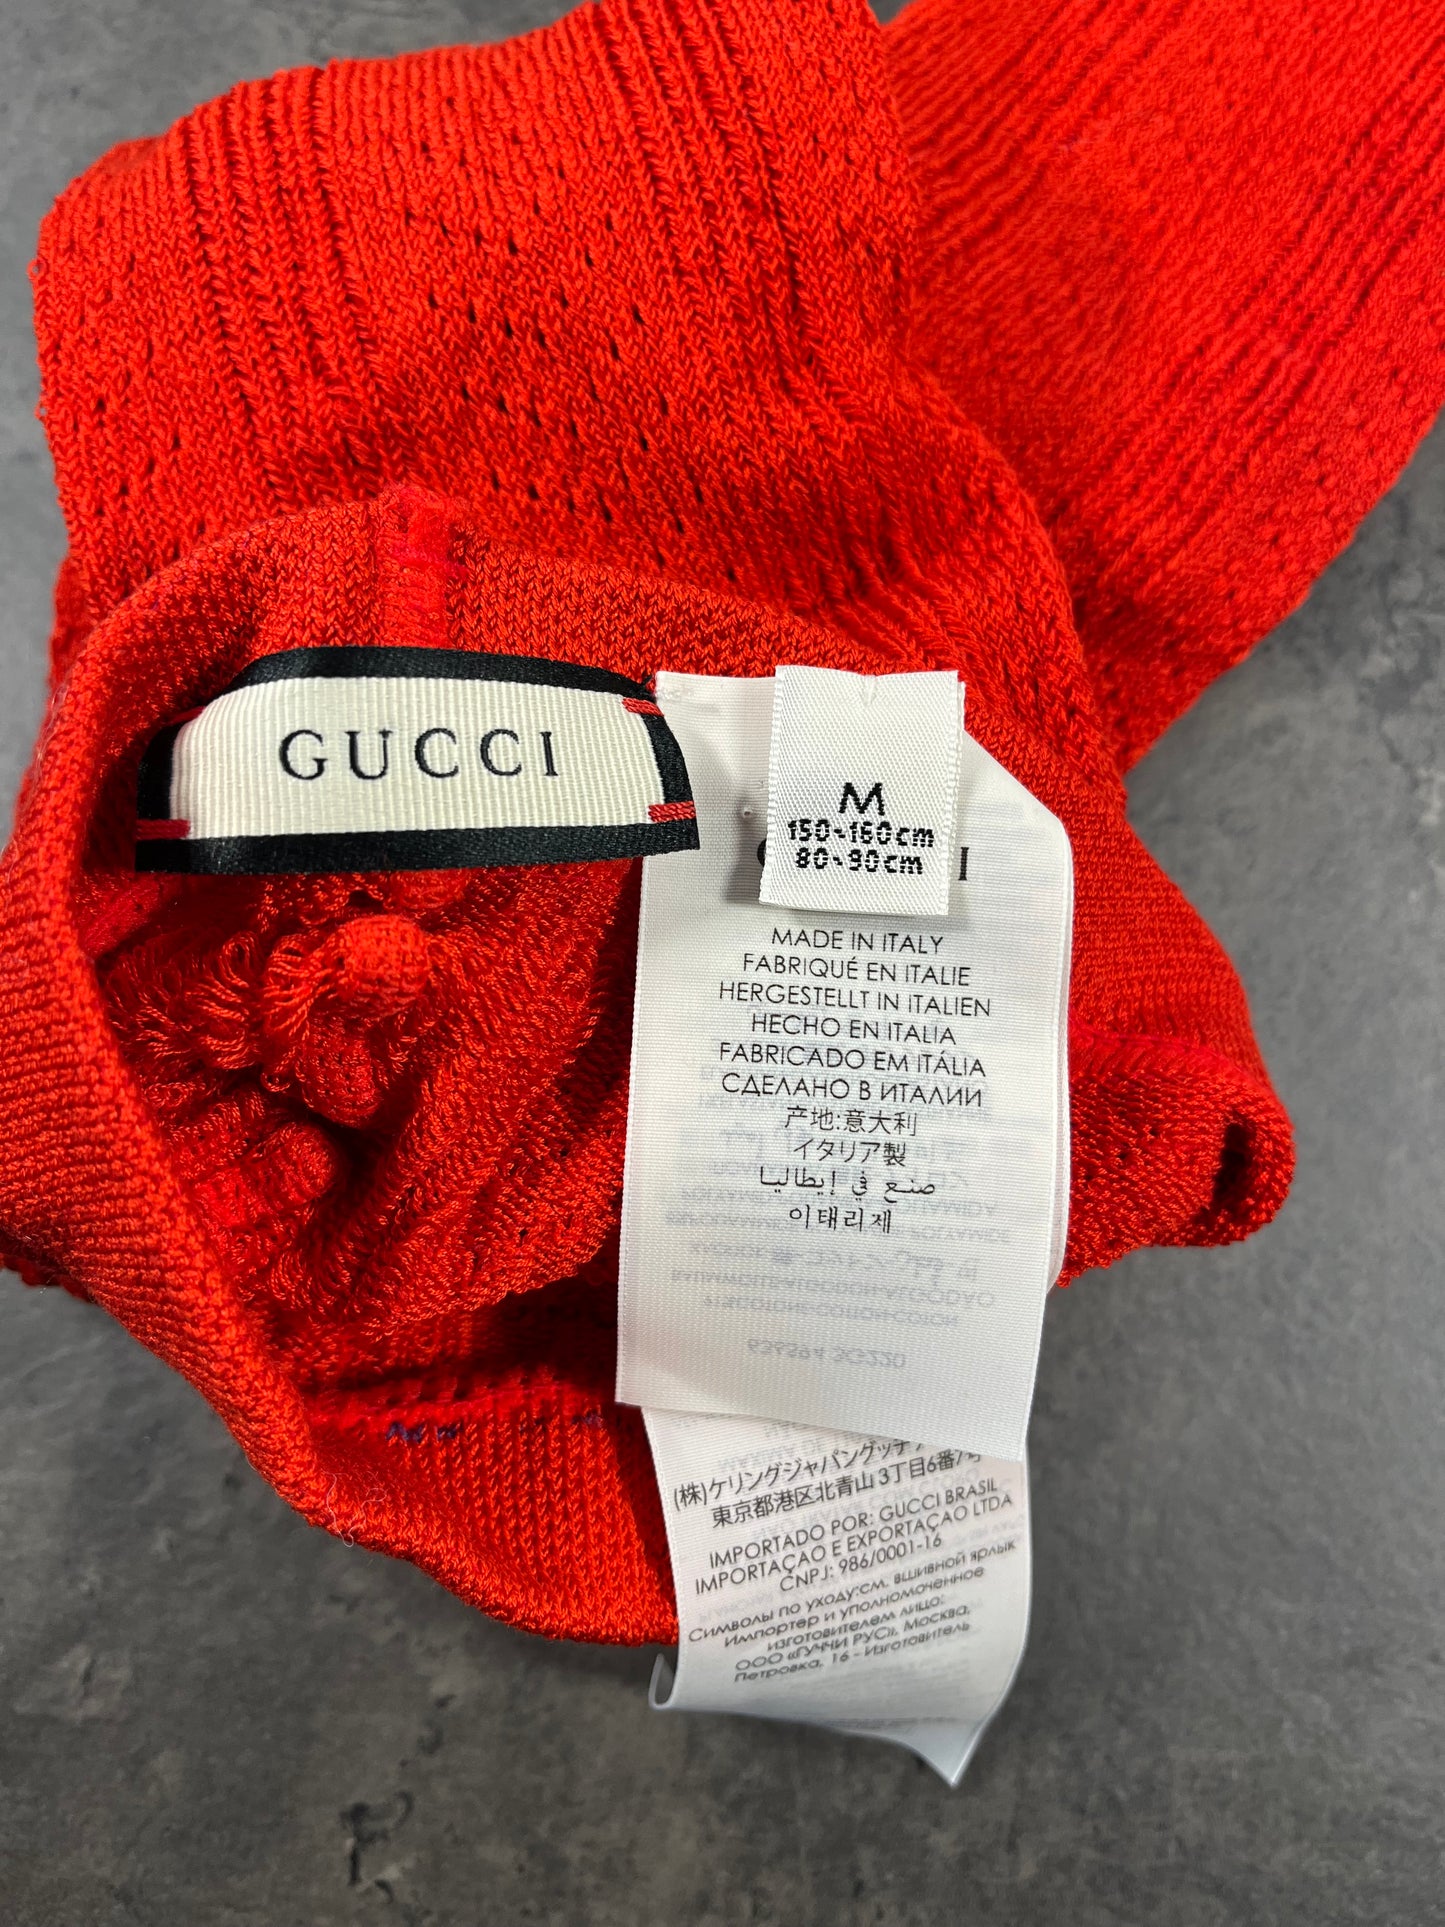 GUCCI
M
150-160cm
80-90cm
I
MADE IN ITALY
FABRIQUÉ EN ITALIE
HERGESTELLT IN ITALIEN
HECHO EN ITALIA
FABRICADO EM ITÁLIA
СДЕЛАНО В ИТАЛИИ
产地:意大利
イタリア製
صنع في إيطاليا
이태리제
636594 3G220
(株)ケリングジャパングッチ
東京都港区北青山3丁目6番7号
IMPORTADO POR: GUCCI BRASIL
IMPORTAÇAO E EXPORTAÇAO LTDA
CNPJ: 986/0001-16
Символы по уходу:см. вшивной ярлык
Импортер и уполномоченное
изготовителем лицо:
ООО «ГУЧЧИ РУС», Москва,
Петровка, 16 - Изготовитель